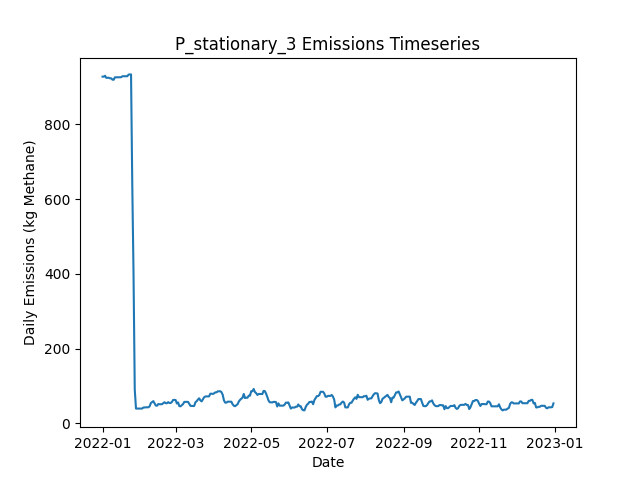 P_stationary_3 Emissions Timeseries
Daily Emissions (kg Methane)
800
600
400
200
0
2022-01 2022-03 2022-05 2022-07 2022-09 2022-11 2023-01
Date